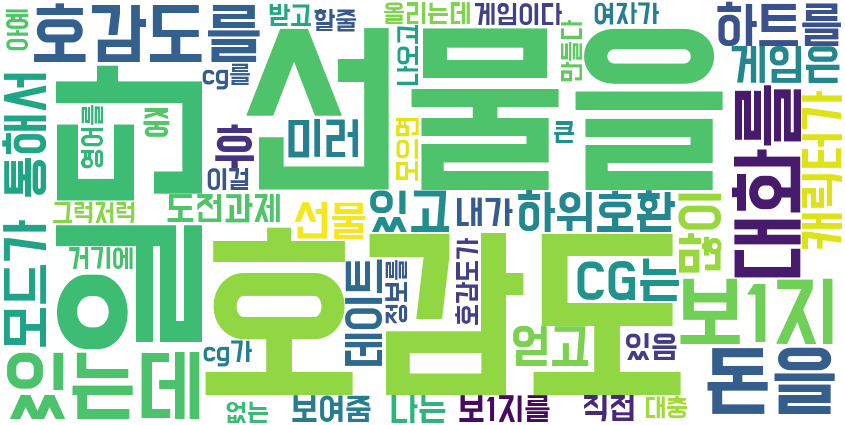 아예
호감도를
받고
할줄
올리는데
게임이다
여자가
하트를
cg를
나오고
만들다
게임은
통해서
영어를
중
선물을
후
미러
모으면
큰
대화를
캐릭터가
이걸
그럭저럭
도전과제
선물
있고
내가
하위호환
많이
모드가
거기에
일
호감도
데이트
정보를
호감도가
CG는
보1지
있는데
cg가
얻고
있음
돈을
없는
보여줌
나는
보1지를
직접
대충